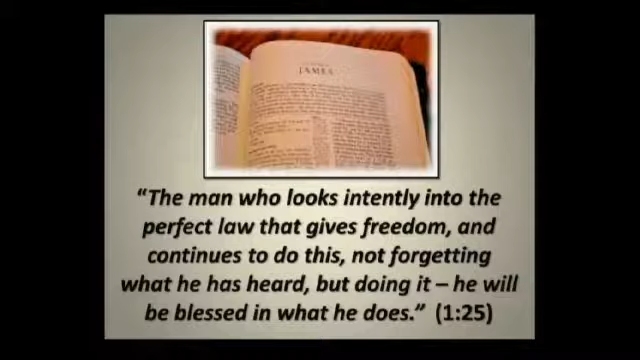 JAMES
“The man who looks intently into the
perfect law that gives freedom, and
continues to do this, not forgetting
what he has heard, but doing it – he will
be blessed in what he does.” (1:25)